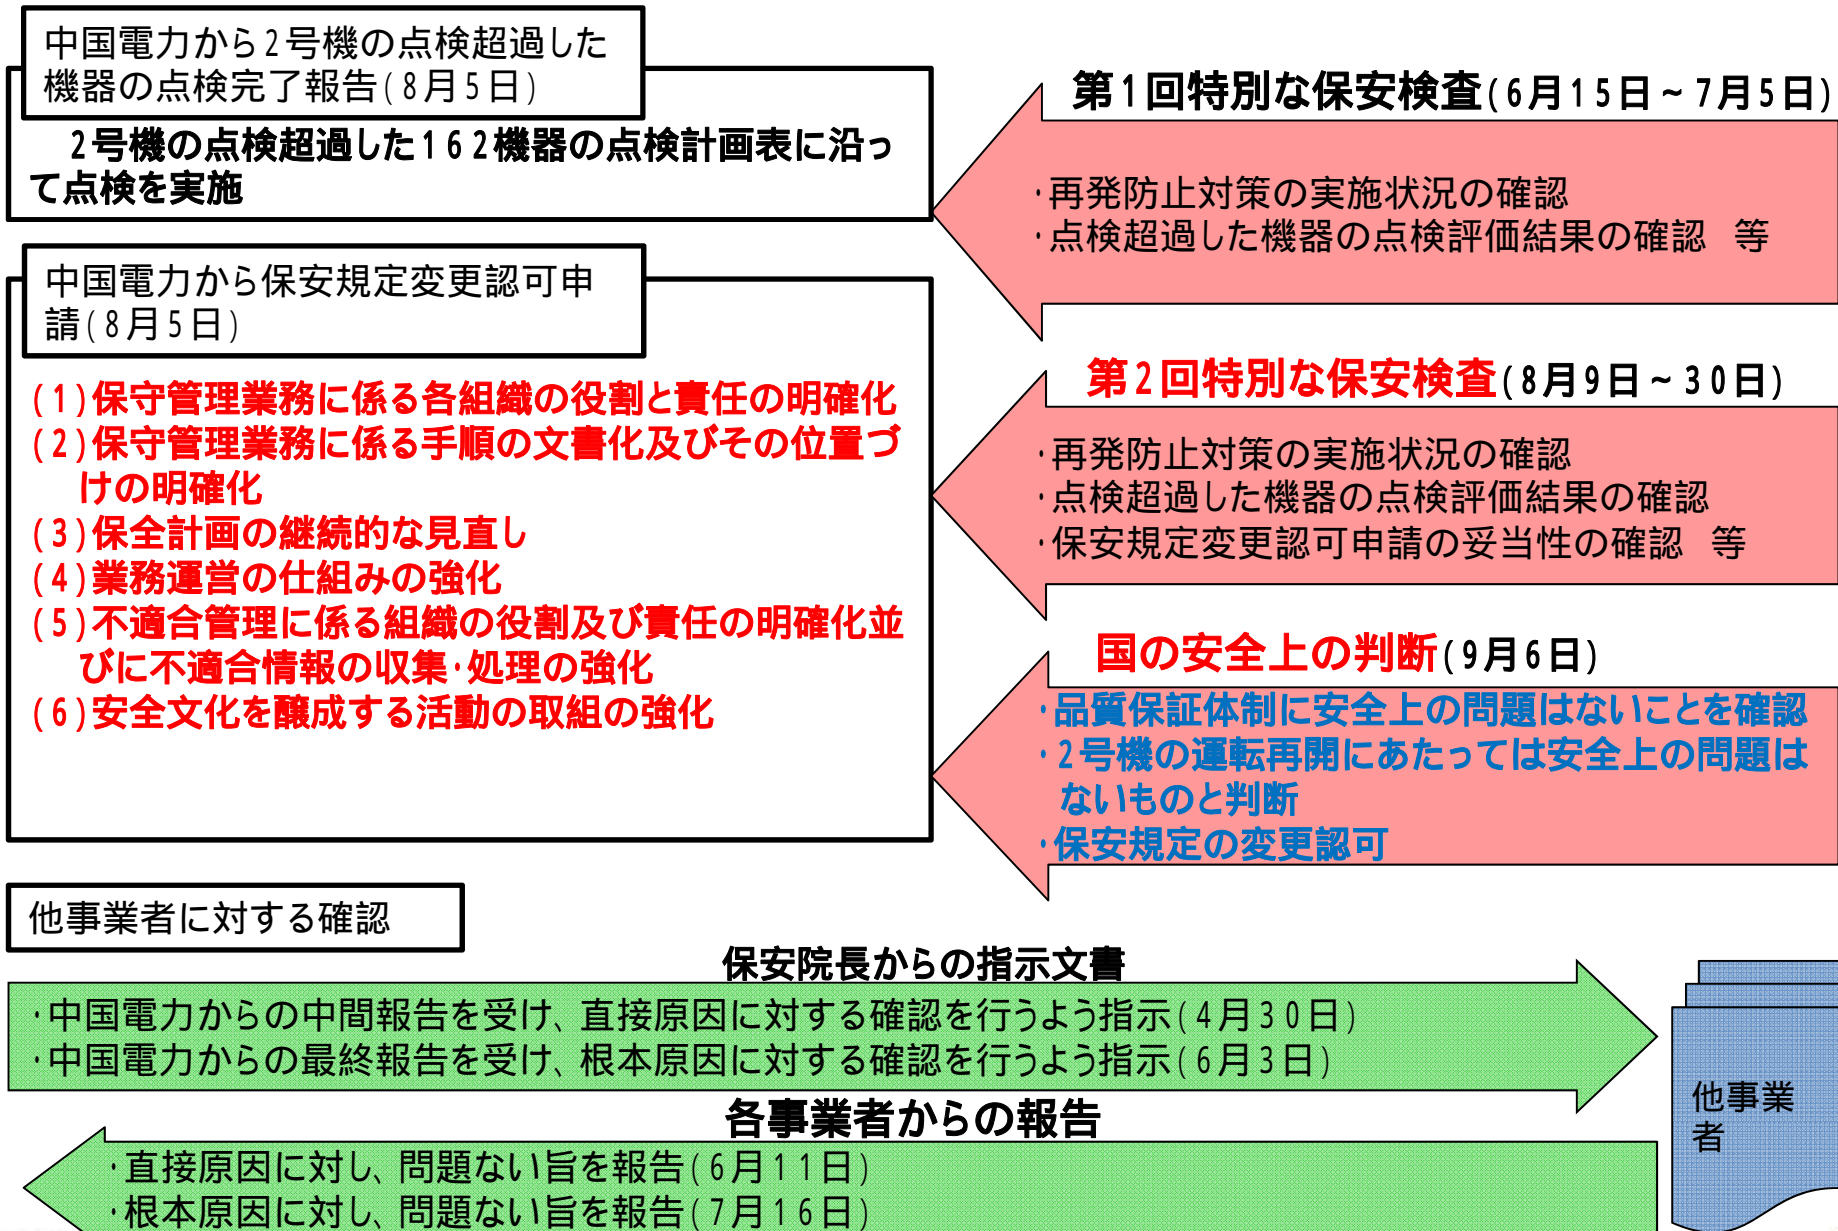 中国電力から2号機の点検超過した
機器の点検完了報告(8月5日)
2号機の点検超過した162機器の点検計画表に沿っ
て点検を実施
第1回特別な保安検査(6月15日~7月5日)
・再発防止対策の実施状況の確認
・点検超過した機器の点検評価結果の確認 等
中国電力から保安規定変更認可申
請(8月5日)
(1)保守管理業務に係る各組織の役割と責任の明確化
(2)保守管理業務に係る手順の文書化及びその位置づ
けの明確化
(3)保全計画の継続的な見直し
(4)業務運営の仕組みの強化
(5)不適合管理に係る組織の役割及び責任の明確化並
びに不適合情報の収集・処理の強化
(6)安全文化を醸成する活動の取組の強化
第2回特別な保安検査(8月9日~30日)
・再発防止対策の実施状況の確認
・点検超過した機器の点検評価結果の確認
・保安規定変更認可申請の妥当性の確認 等
国の安全上の判断(9月6日)
・品質保証体制に安全上の問題はないことを確認
・2号機の運転再開にあたっては安全上の問題は
ないものと判断
・保安規定の変更認可
他事業者に対する確認
保安院長からの指示文書
・中国電力からの中間報告を受け、直接原因に対する確認を行うよう指示(4月30日)
・中国電力からの最終報告を受け、根本原因に対する確認を行うよう指示(6月3日)
他事業
者
各事業者からの報告
・直接原因に対し、問題ない旨を報告(6月11日)
・根本原因に対し、問題ない旨を報告(7月16日)